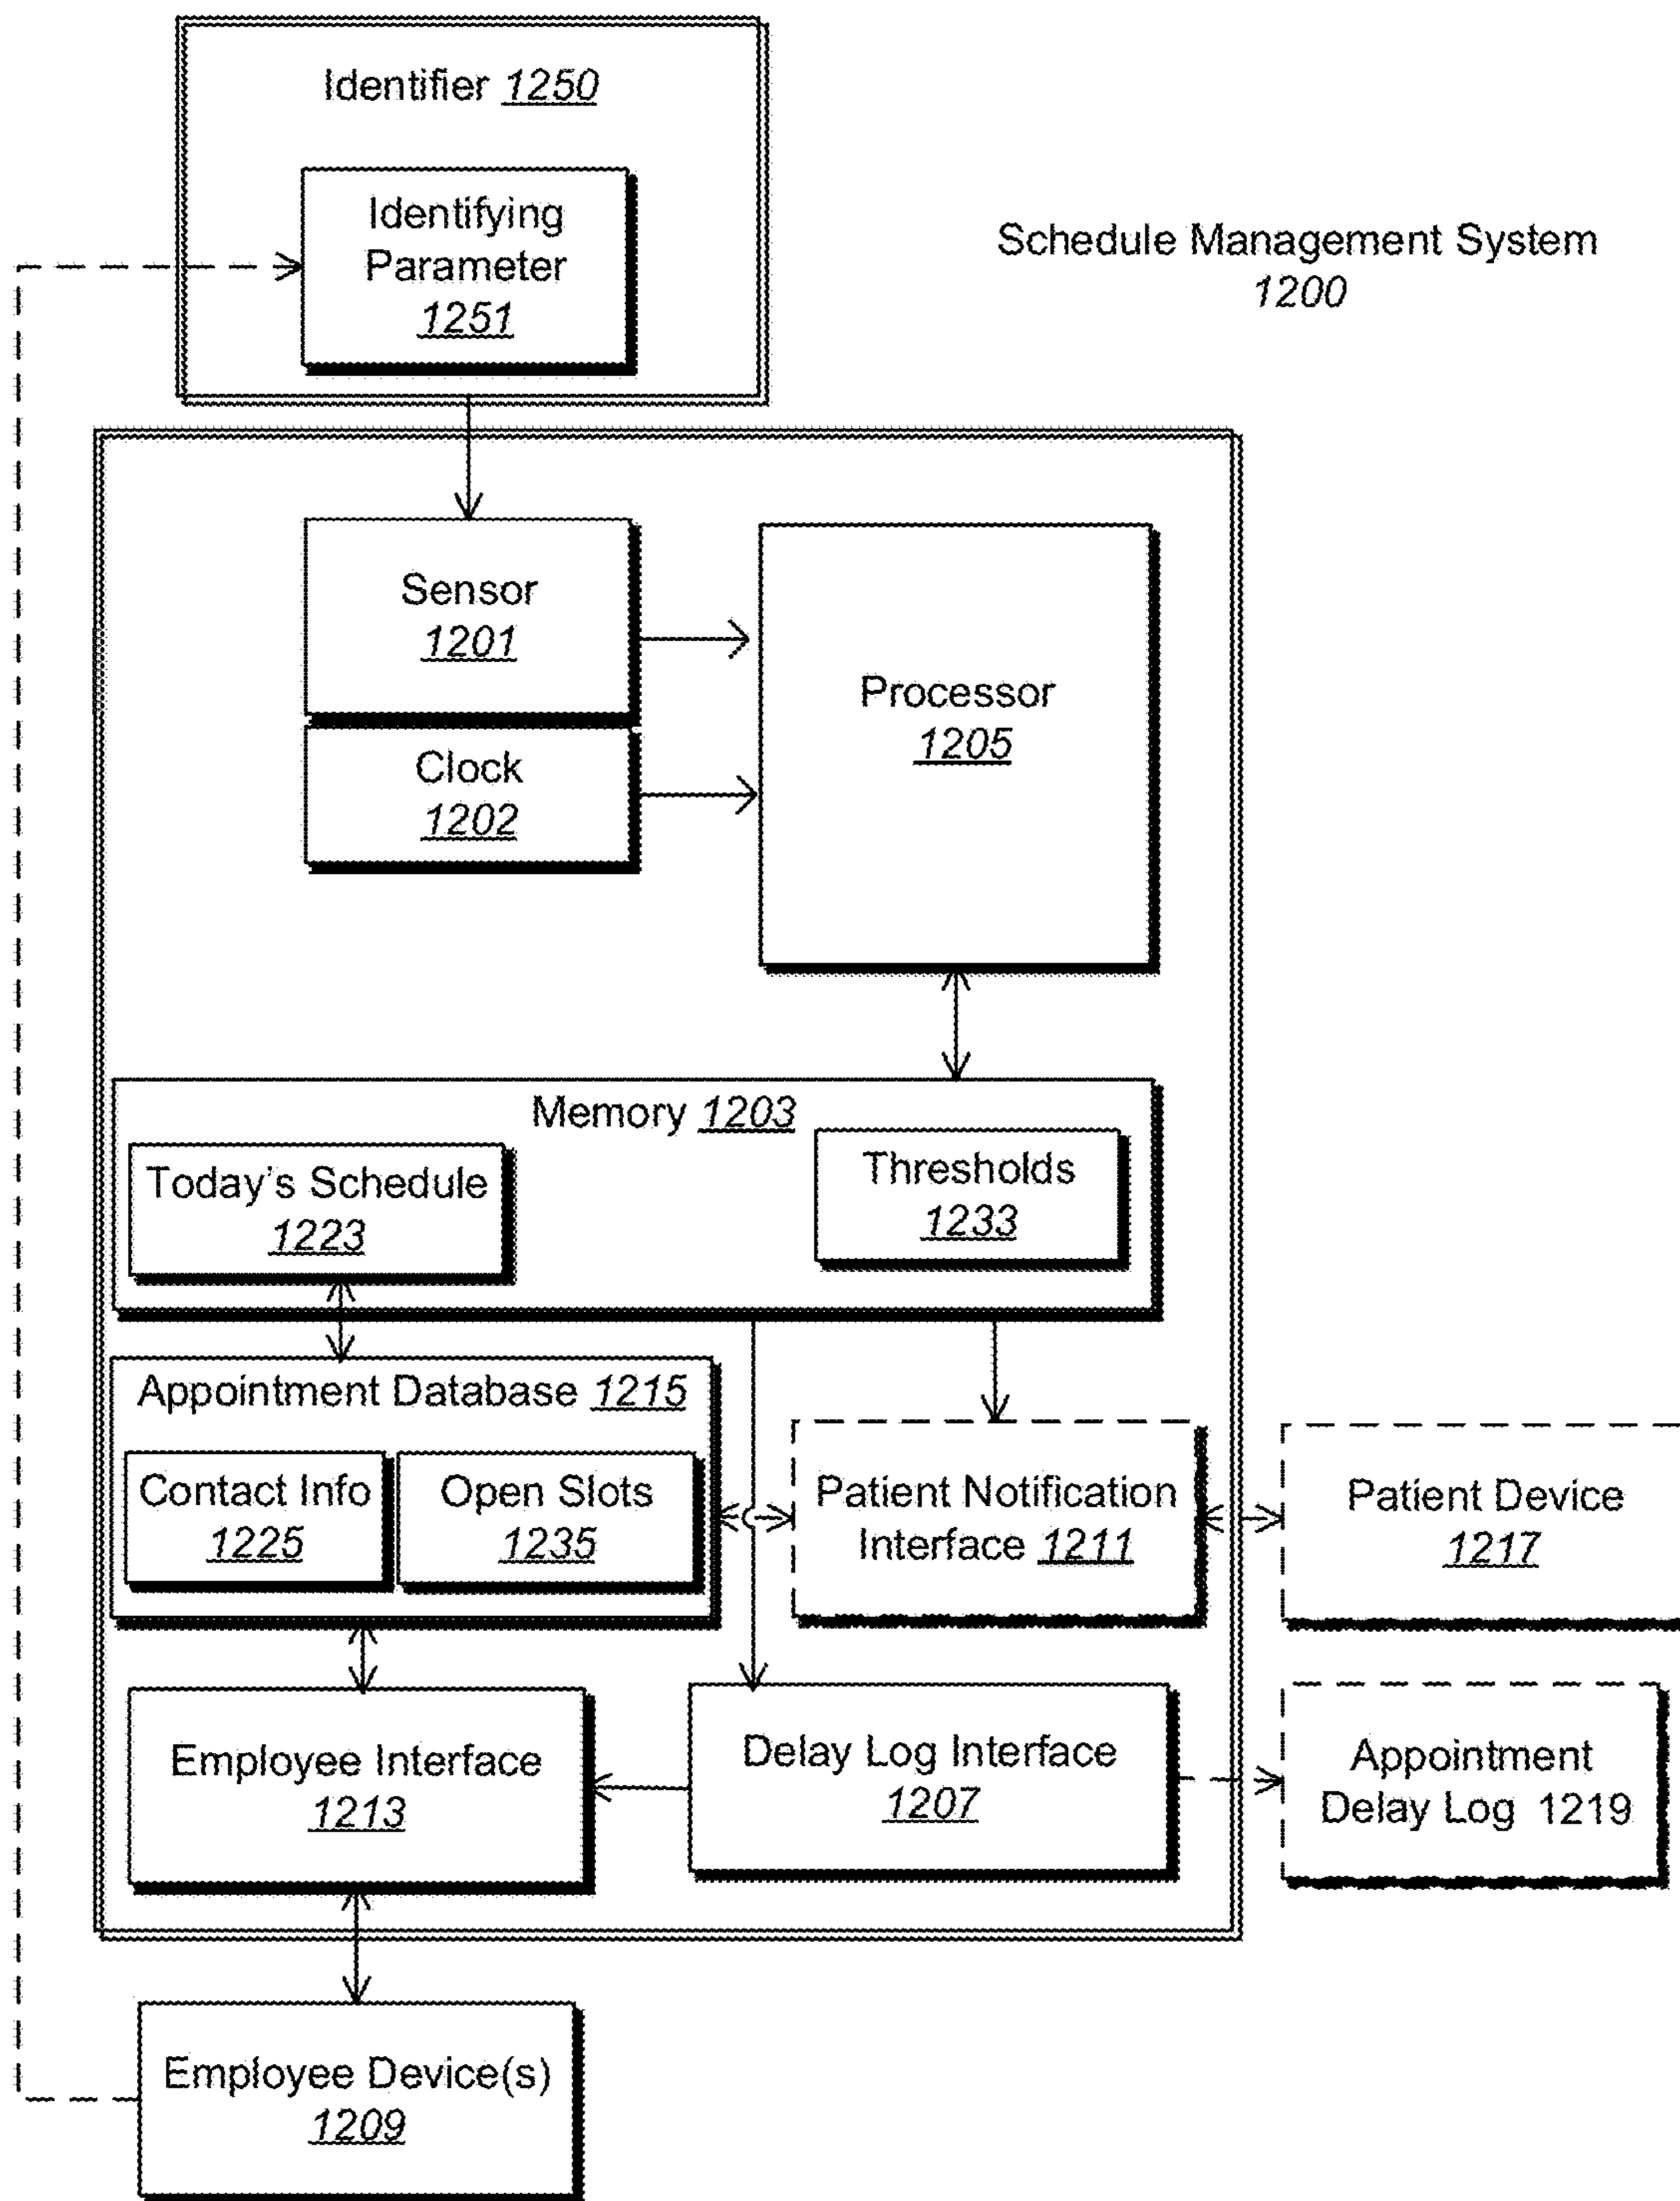 Identifier 1250
Identifying
Parameter
1251
Schedule Management System
1200
Sensor
1201
Clock
1202
Processor
1205
Memory 1203
Today's Schedule
1223
Thresholds
1233
Appointment Database 1215
Contact Info
1225
Open Slots
1235
Patient Notification
Interface 1211
Patient Device
1217
Employee Interface
1213
Delay Log Interface
1207
Appointment
Delay Log 1219
Employee Device(s)
1209